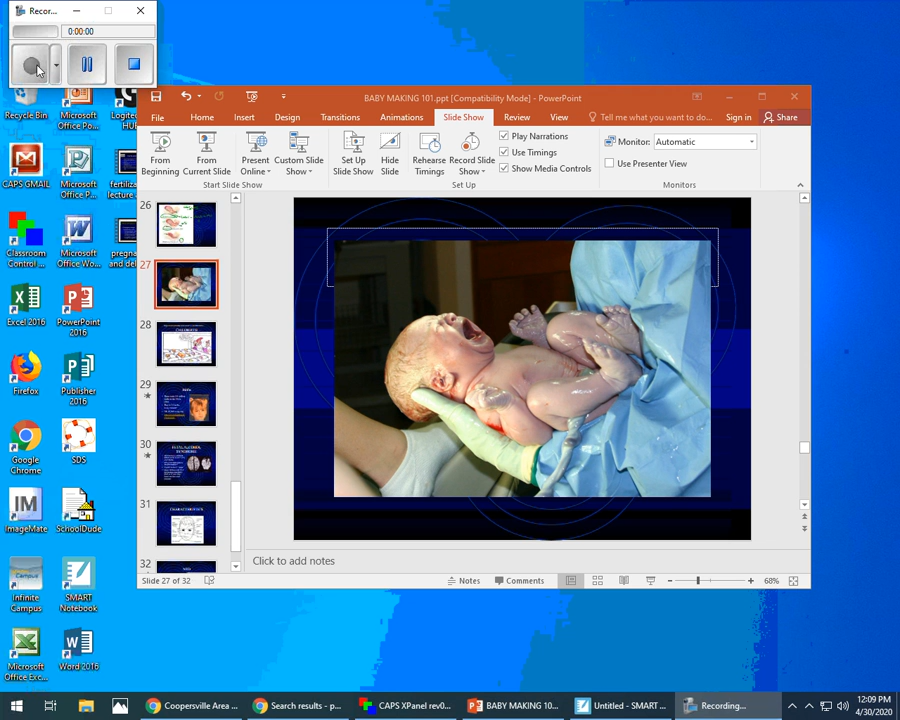 Recor...
0:00:00
Recycle Bin
Microsoft Office Po...
Logitec HUE
CAPS GMAIL
Microsoft Office P...
fertiliza lecture
Classroom Control ...
Microsoft Office Wo...
pregna and deli
Excel 2016
PowerPoint 2016
Firefox
Publisher 2016
Google Chrome
SDS
ImageMate
SchoolDude
Infinite Campus
SMART Notebook
Microsoft Office Exc...
Word 2016
BABY MAKING 101.ppt [Compatibility Mode] - PowerPoint
File Home Insert Design Transitions Animations Slide Show Review View Tell me what you want to do... Sign in Share
From Beginning
From Current Slide
Present Online
Custom Slide Show
Start Slide Show
Set Up Slide Show
Hide Slide
Rehearse Timings
Record Slide Show
Play Narrations
Use Timings
Show Media Controls
Set Up
Monitor: Automatic
Use Presenter View
Monitors
26
27
28
29
30
FETAL ALCOHOL SYNDROME
31
32
Click to add notes
Slide 27 of 32
Notes Comments 68%
Coopersville Area ...
Search results - p...
CAPS XPanel rev0...
BABY MAKING 10...
Untitled - SMART ...
Recording...
12:09 PM
4/30/2020